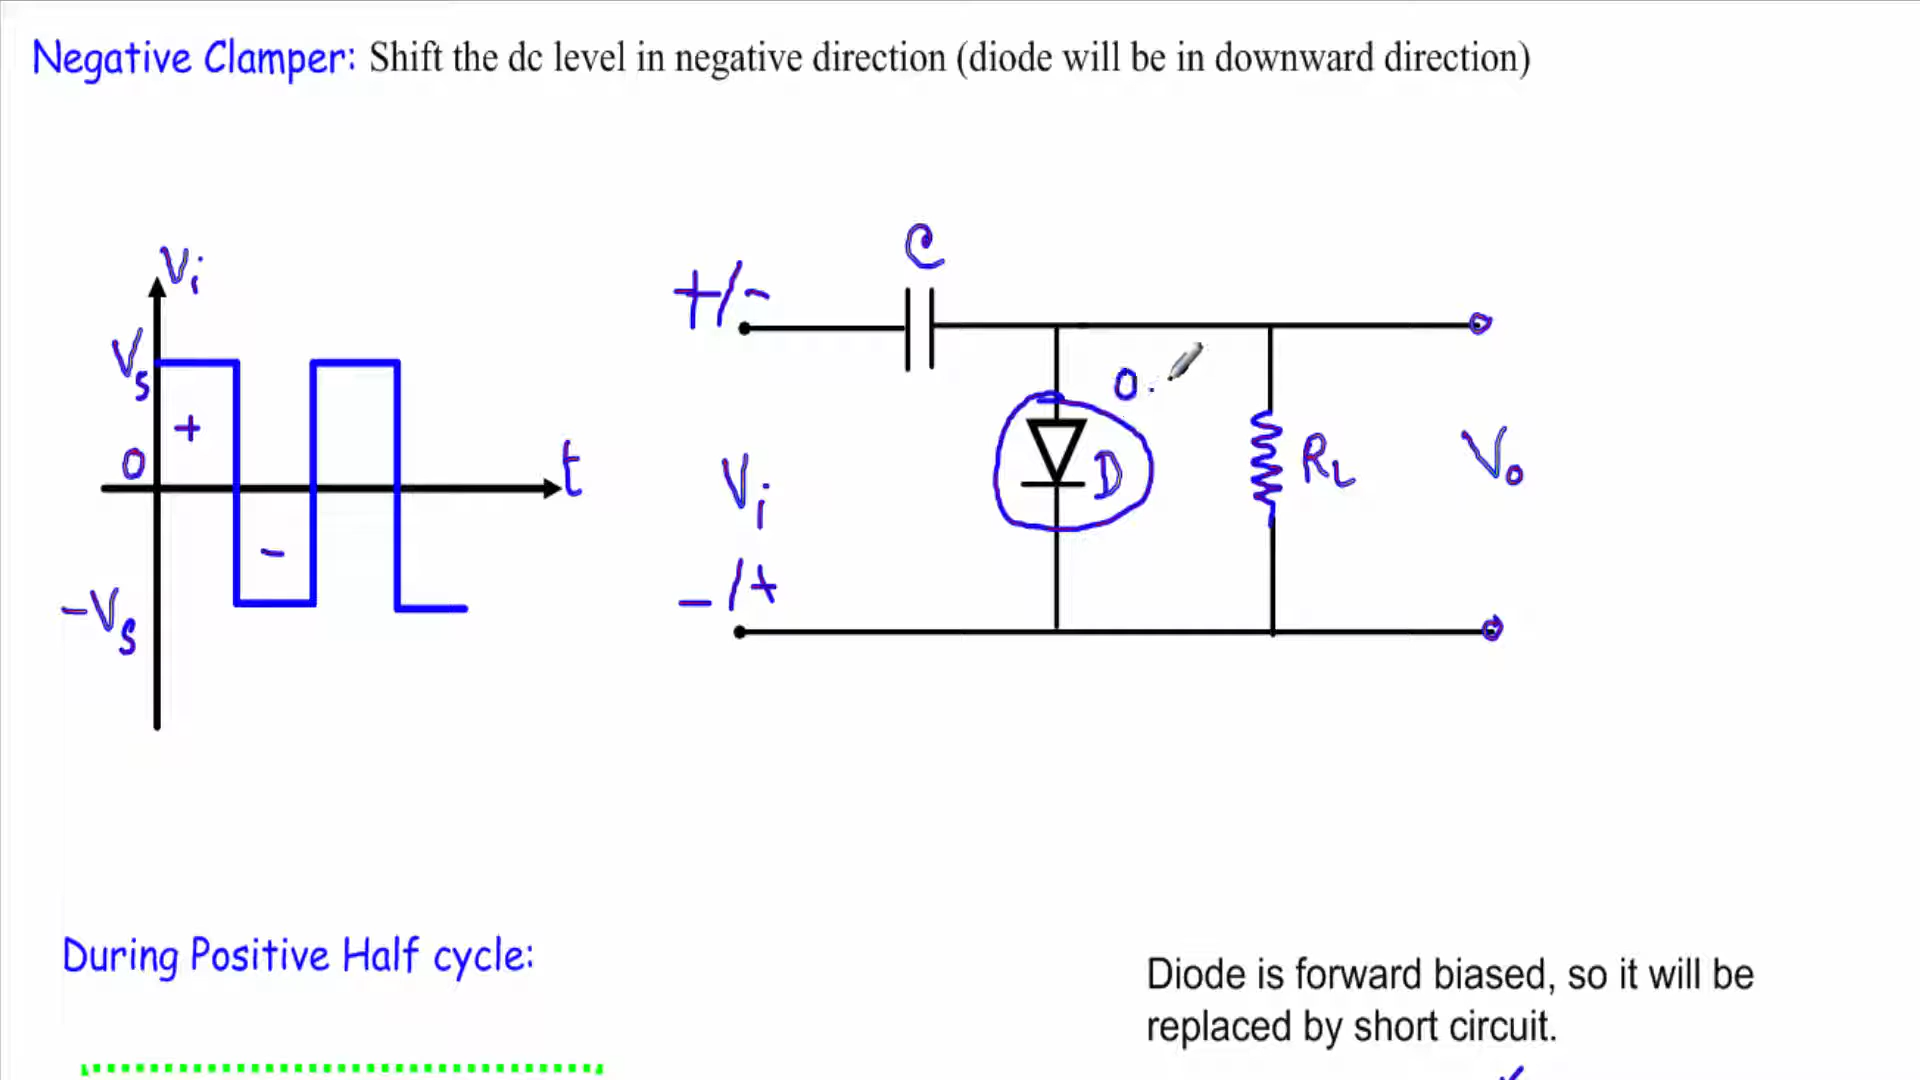 Negative Clamper: Shift the dc level in negative direction (diode will be in downward direction)
Vi
Vs
+
0
t
-
-Vs
C
+/-
0.
D
RL
Vi
Vo
-/+
During Positive Half cycle:
Diode is forward biased, so it will be
replaced by short circuit.